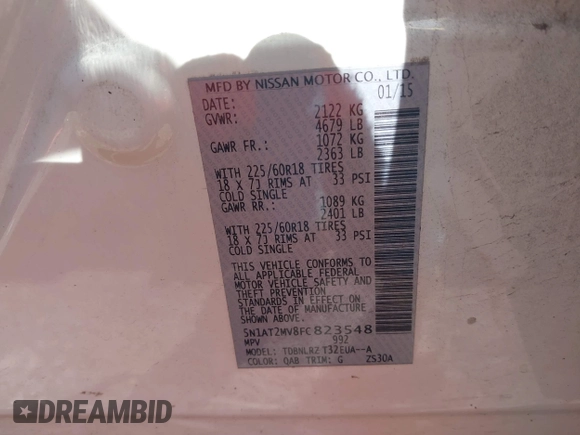 MFD BY NISSAN MOTOR CO., LTD.
DATE: 01/15
GVWR: 2122 KG
4679 LB
GAWR FR.: 1072 KG
2363 LB
WITH 225/60R18 TIRES
18 X 7J RIMS AT 33 PSI
COLD SINGLE
GAWR RR.: 1089 KG
2401 LB
WITH 225/60R18 TIRES
18 X 7J RIMS AT 33 PSI
COLD SINGLE
THIS VEHICLE CONFORMS TO
ALL APPLICABLE FEDERAL
MOTOR VEHICLE SAFETY AND
THEFT PREVENTION
STANDARDS IN EFFECT ON
THE DATE OF MANUFACTURE
SHOWN ABOVE.
5N1AT2MV8FC823548
MPV 992
MODEL: TDBNLRZ T32EUA--A
COLOR: QAB TRIM: G ZS30A
DREAMBID